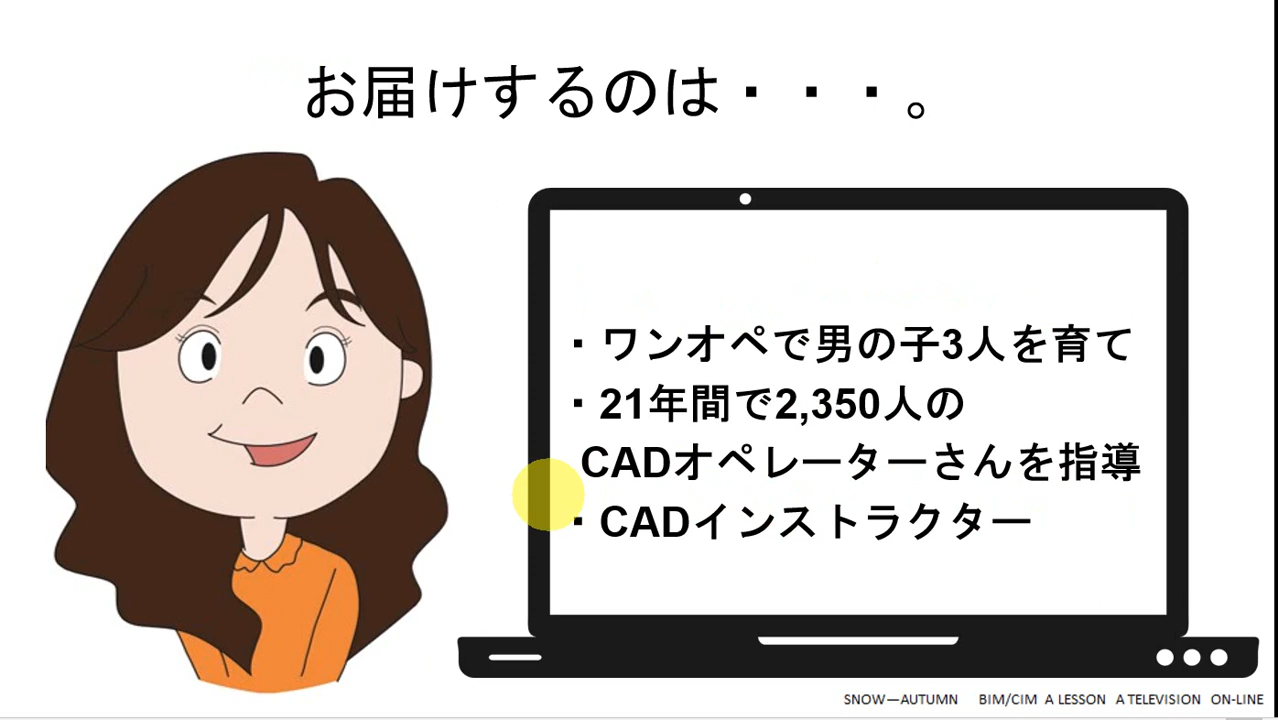 お届けするのは・・・。
・ワンオペで男の子3人を育て
・21年間で2,350人の
CADオペレーターさんを指導
・CADインストラクター
SNOW—AUTUMN BIM/CIM A LESSON A TELEVISION ON-LINE